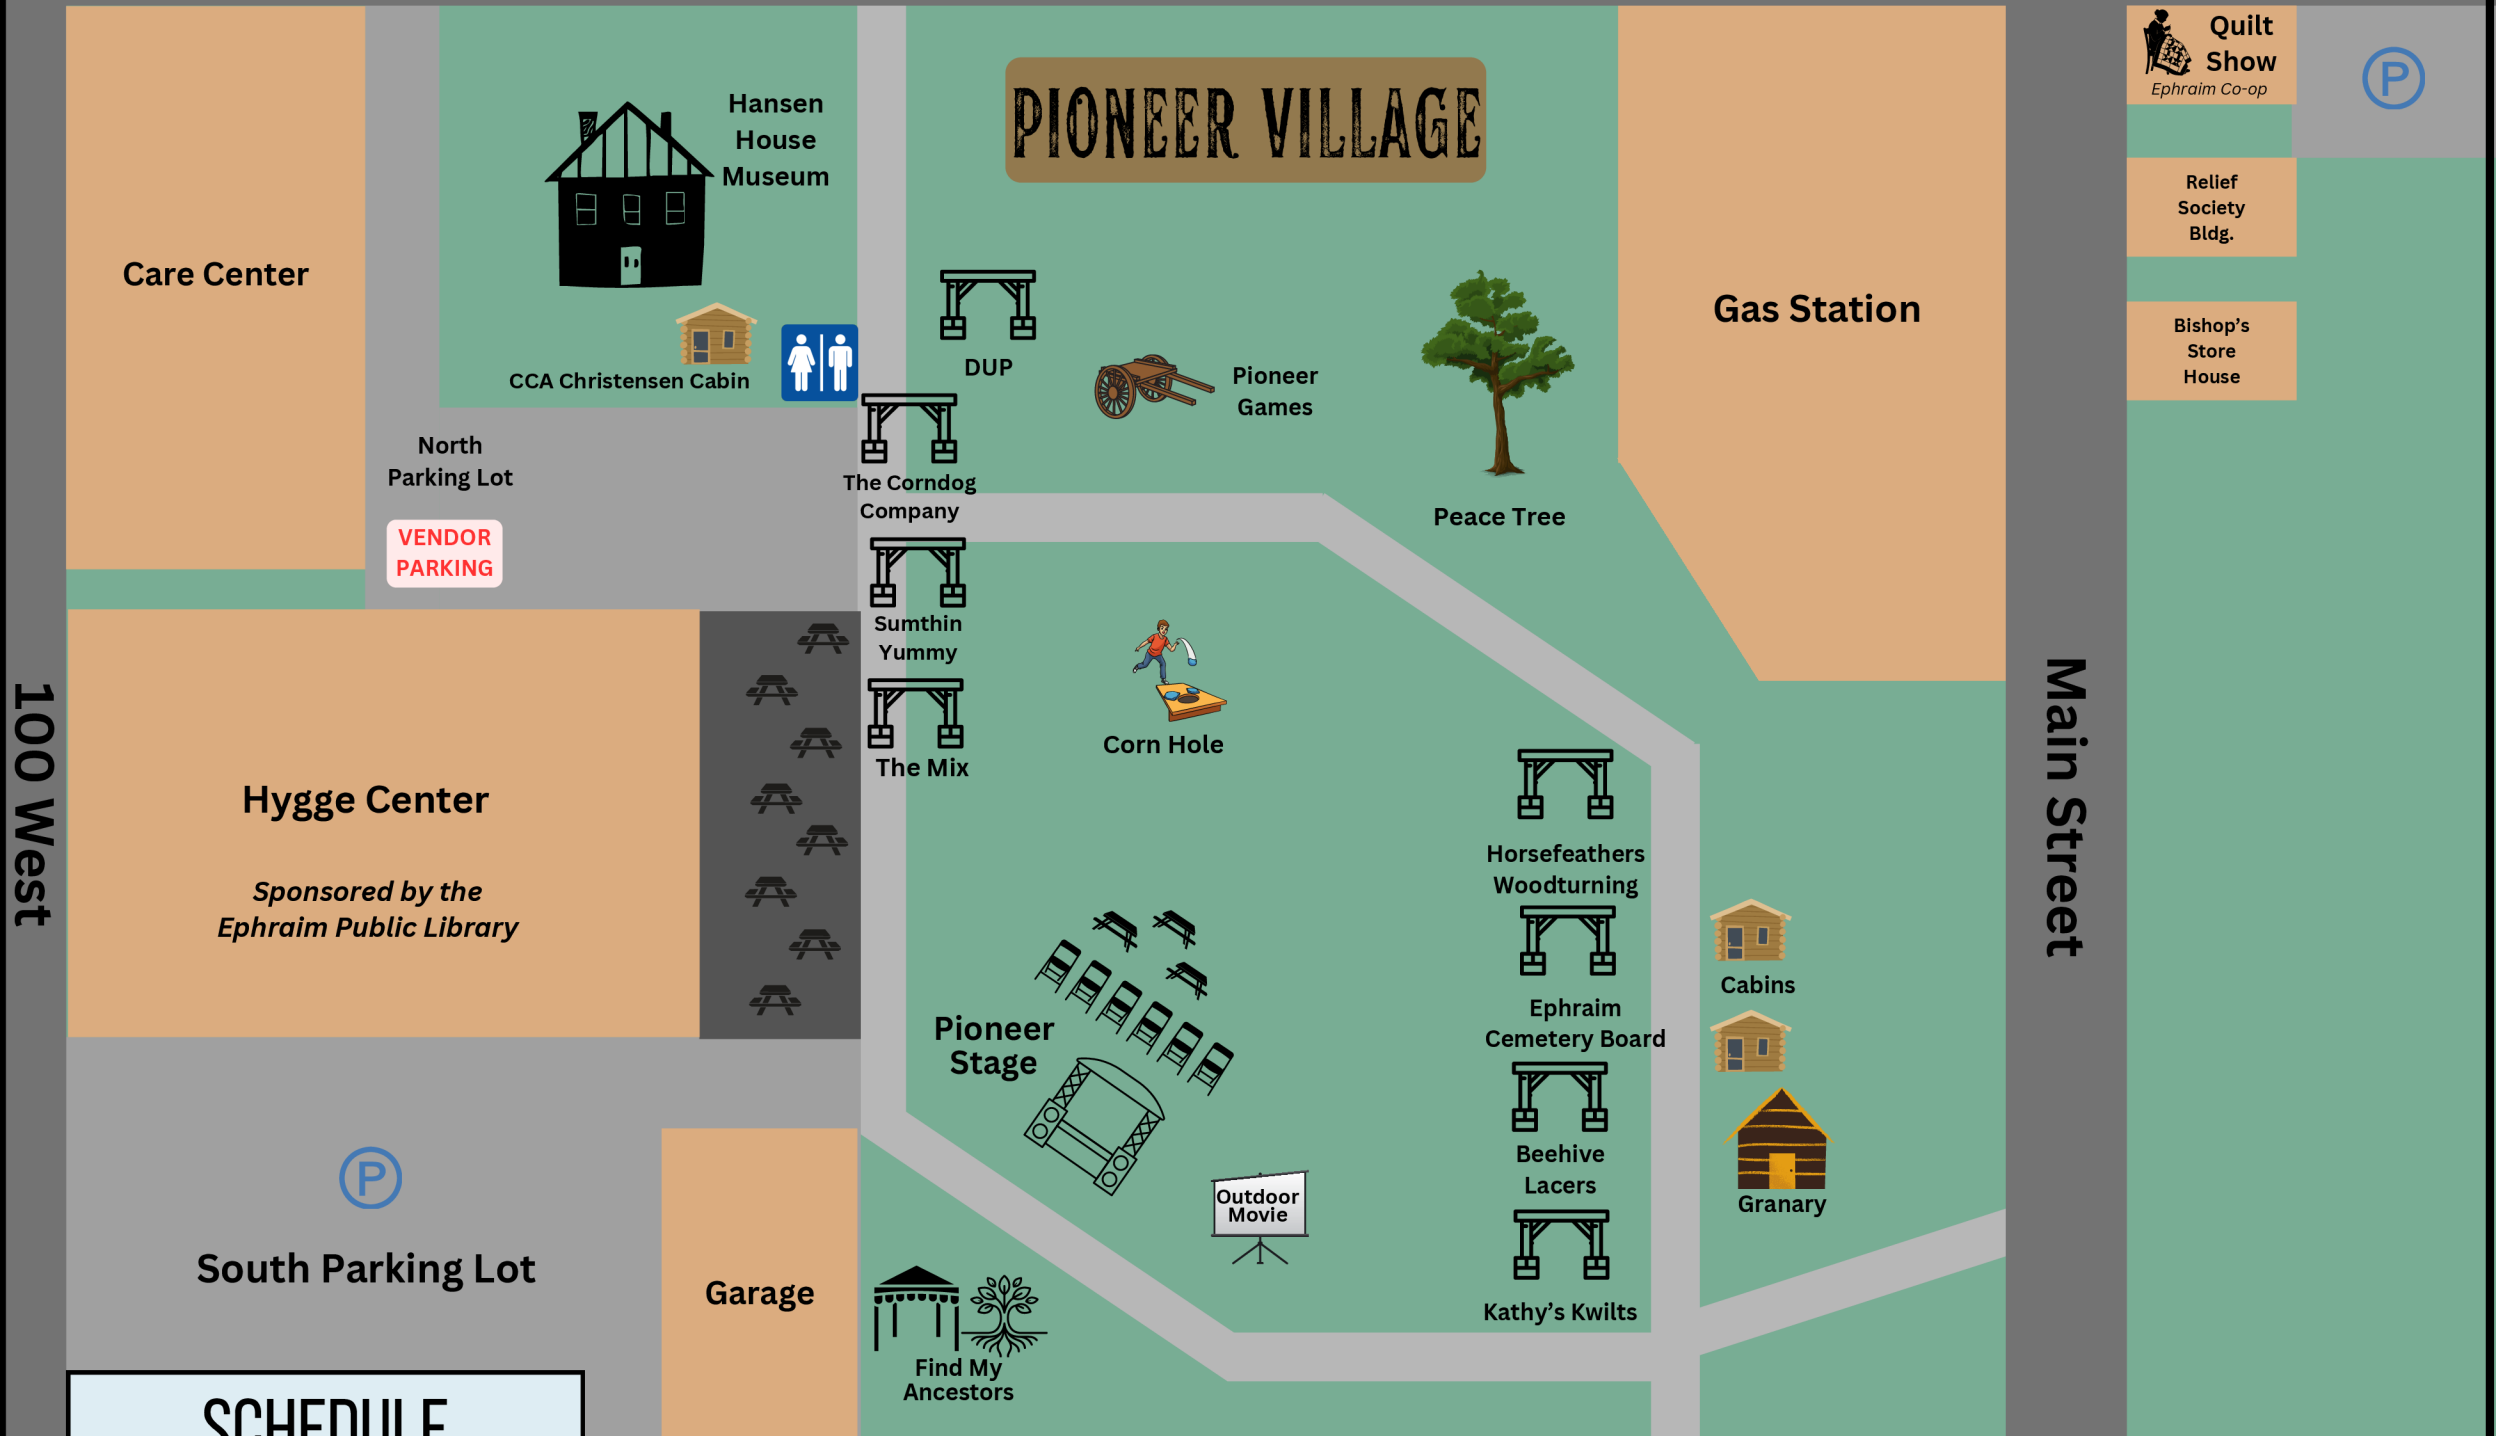 PIONEER VILLAGE
Quilt
Show
Ephraim Co-op
P
Relief
Society
Bldg.
Bishop's
Store
House
Hansen
House
Museum
Care Center
CCA Christensen Cabin
DUP
Pioneer
Games
Gas Station
Peace Tree
North
Parking Lot
VENDOR
PARKING
The Corndog
Company
Sumthin
Yummy
The Mix
Corn Hole
100 West
Hygge Center
Sponsored by the
Ephraim Public Library
Main Street
Horsefeathers
Woodturning
Ephraim
Cemetery Board
Cabins
Pioneer
Stage
Beehive
Lacers
Granary
Outdoor
Movie
Kathy's Kwilts
P
South Parking Lot
Garage
Find My
Ancestors
SCHEDULE